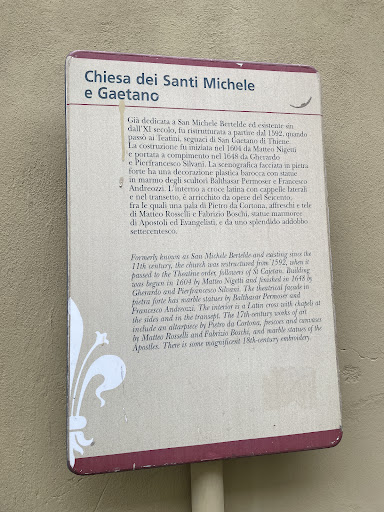 Chiesa dei Santi Michele
e Gaetano
Già dedicata a San Michele Bertelde ed esistente sin
dall'XI secolo, fu ristrutturata a partire dal 1592, quando
passò ai Teatini, seguaci di San Gaetano di Thiene.
La costruzione fu iniziata nel 1604 da Matteo Nigetti
e portata a compimento nel 1648 da Gherardo
e Pierfrancesco Silvani. La scenografica facciata in pietra
forte ha una decorazione plastica barocca con statue
in marmo degli scultori Balthasar Permoser e Francesco
Andreozzi. L'interno a croce latina con cappelle laterali
e nel transetto, è arricchito da opere del Seicento,
fra le quali una pala di Pietro da Cortona, affreschi e tele
di Matteo Rosselli e Fabrizio Boschi, statue marmoree
di Apostoli ed Evangelisti, e da uno splendido addobbo
settecentesco.
Formerly known as San Michele Bertelde and existing since the
11th century, the church was restructured from 1592, when it
passed to the Theatine order, followers of St Cajetan. Building
was begun in 1604 by Matteo Nigetti and finished in 1648 by
Gherardo and Pierfrancesco Silvani. The theatrical facade in
pietra forte has marble statues by Balthasar Permoser and
Francesco Andreozzi. The interior is a Latin cross with chapels at
the sides and in the transept. The 17th-century works of art
include an altarpiece by Pietro da Cortona, frescoes and canvases
by Matteo Rosselli and Fabrizio Boschi, and marble statues of the
Apostles. There is some magnificent 18th-century embroidery.